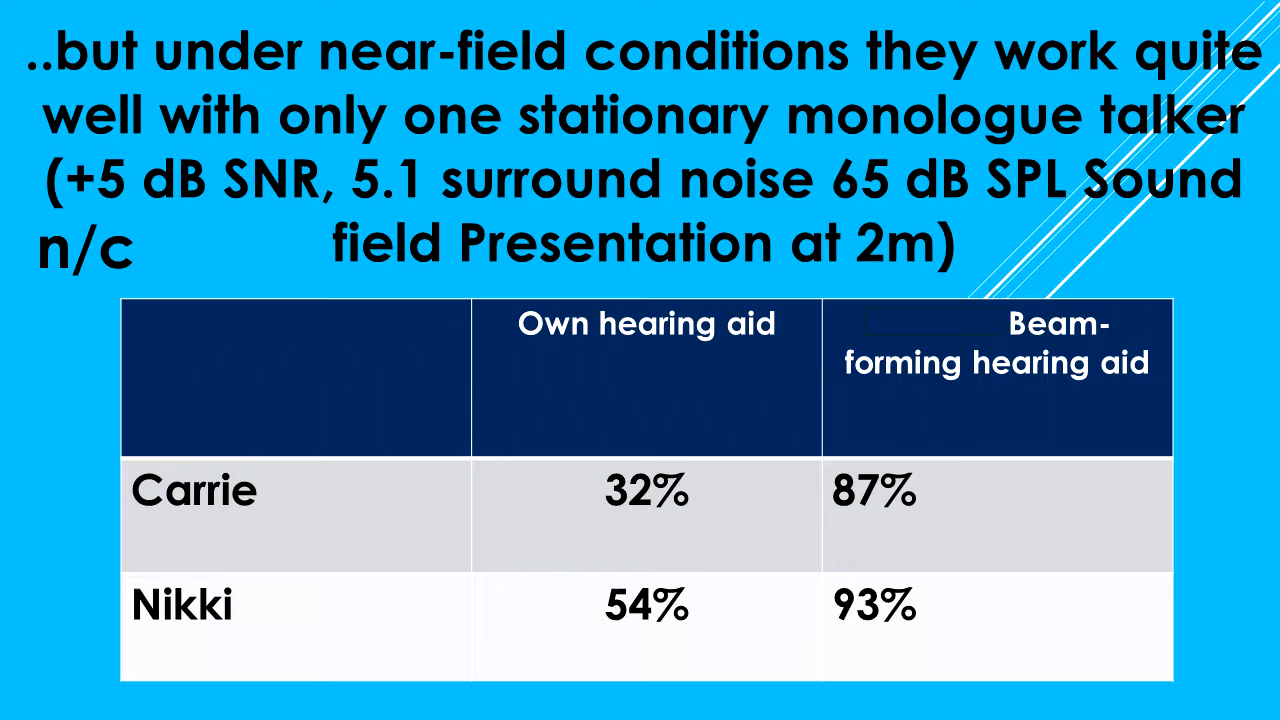 ..but under near-field conditions they work quite
well with only one stationary monologue talker
(+5 dB SNR, 5.1 surround noise 65 dB SPL Sound
n/c field Presentation at 2m)
Own hearing aid Beam-
forming hearing aid
Carrie 32% 87%
Nikki 54% 93%